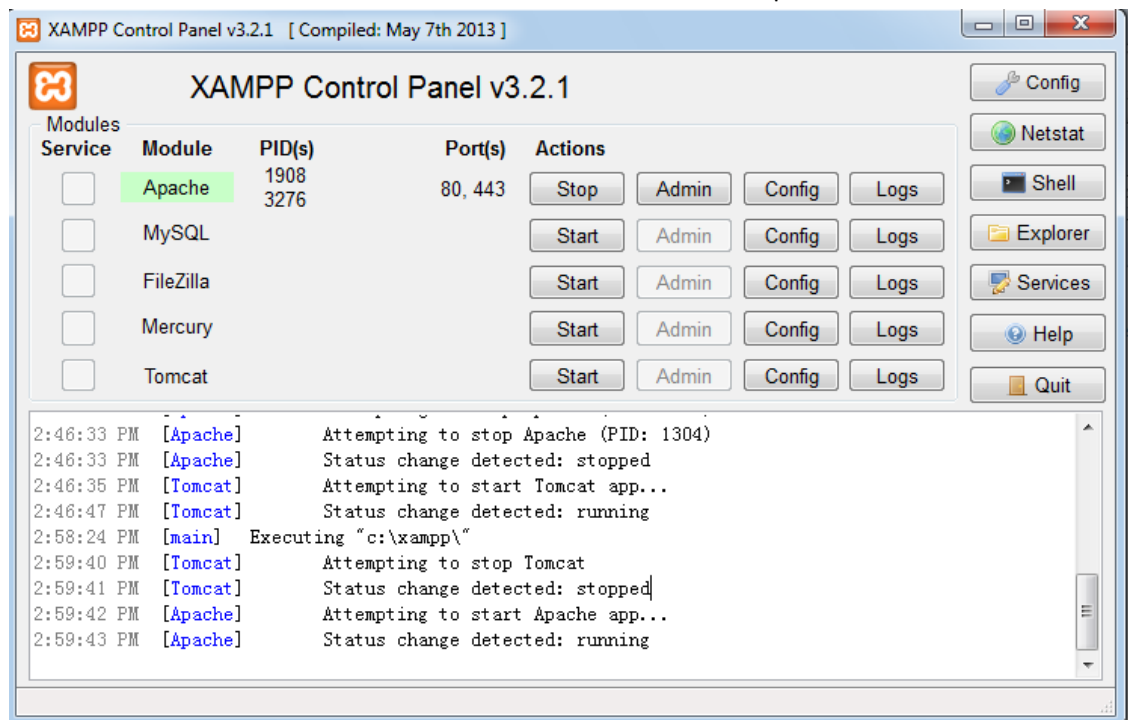 XAMPP Control Panel v3.2.1 [ Compiled: May 7th 2013 ]
XAMPP Control Panel v3.2.1
Config
Modules
Netstat
Service Module PID(s) Port(s) Actions
Apache 1908 3276 80, 443 Stop Admin Config Logs
Shell
MySQL Start Admin Config Logs
Explorer
FileZilla Start Admin Config Logs
Services
Mercury Start Admin Config Logs
Help
Tomcat Start Admin Config Logs
Quit
2:46:33 PM [Apache] Attempting to stop Apache (PID: 1304)
2:46:33 PM [Apache] Status change detected: stopped
2:46:35 PM [Tomcat] Attempting to start Tomcat app...
2:46:47 PM [Tomcat] Status change detected: running
2:58:24 PM [main] Executing "c:\xampp\"
2:59:40 PM [Tomcat] Attempting to stop Tomcat
2:59:41 PM [Tomcat] Status change detected: stopped
2:59:42 PM [Apache] Attempting to start Apache app...
2:59:43 PM [Apache] Status change detected: running